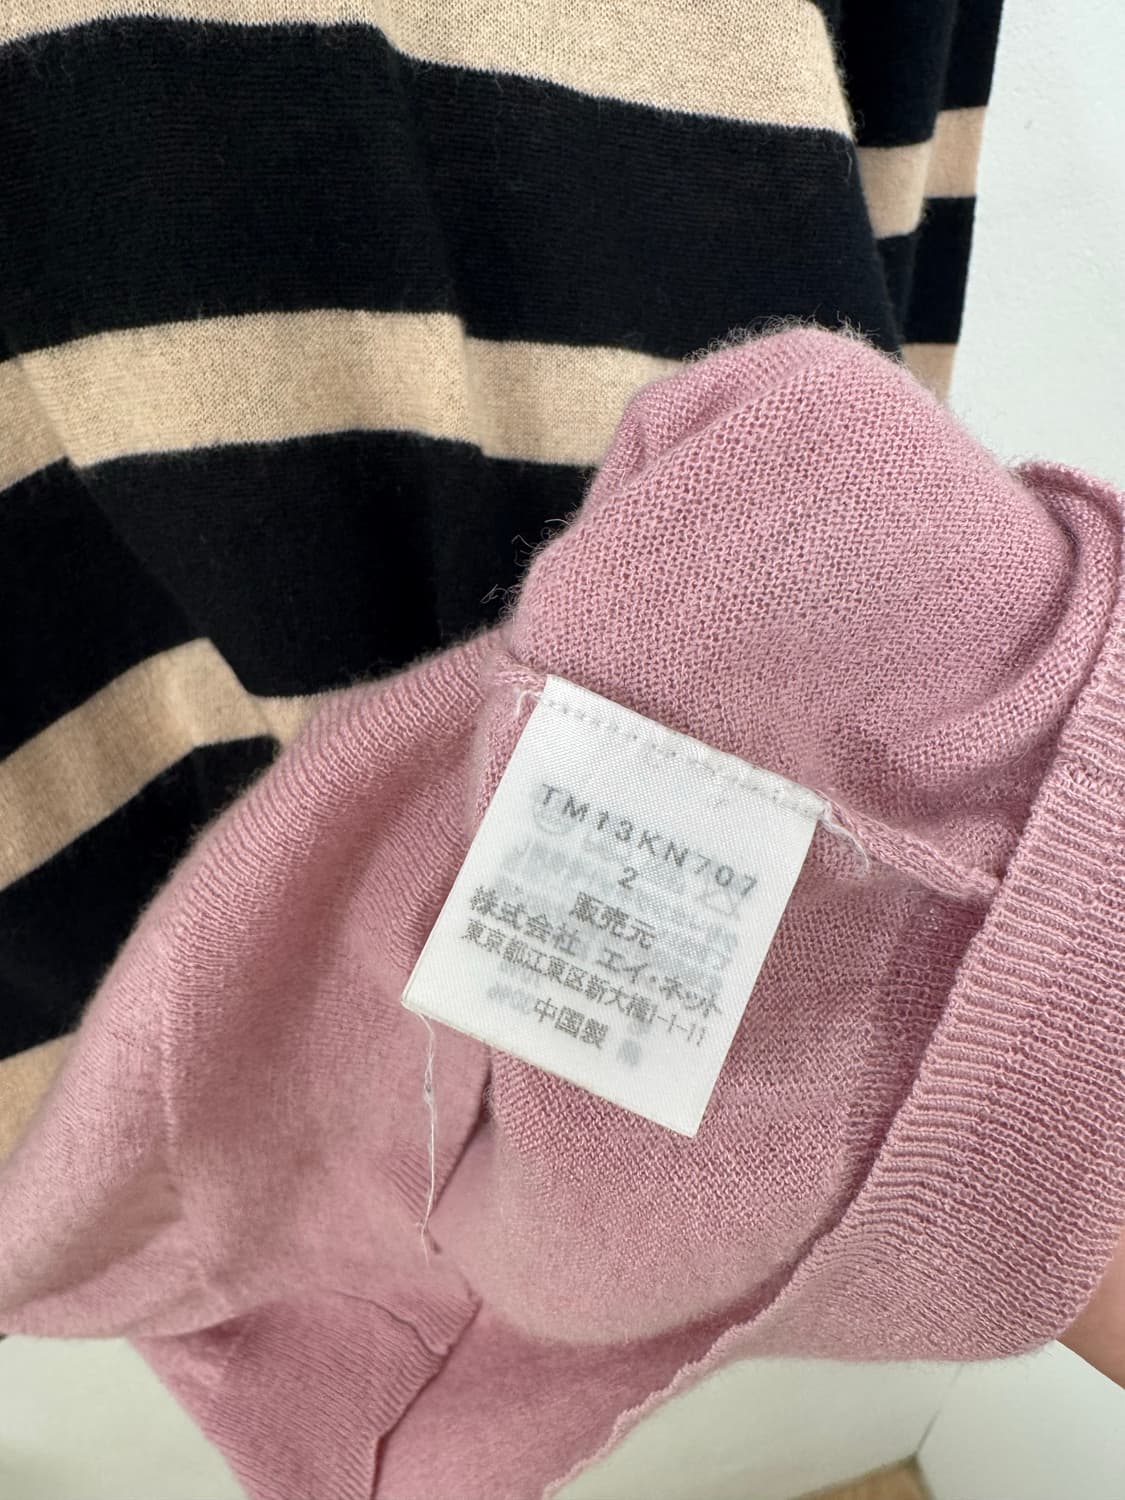 TM13KN707
2
販売元
株式会社 エイ・ネット
東京都江東区新大橋1-1-11
中国製